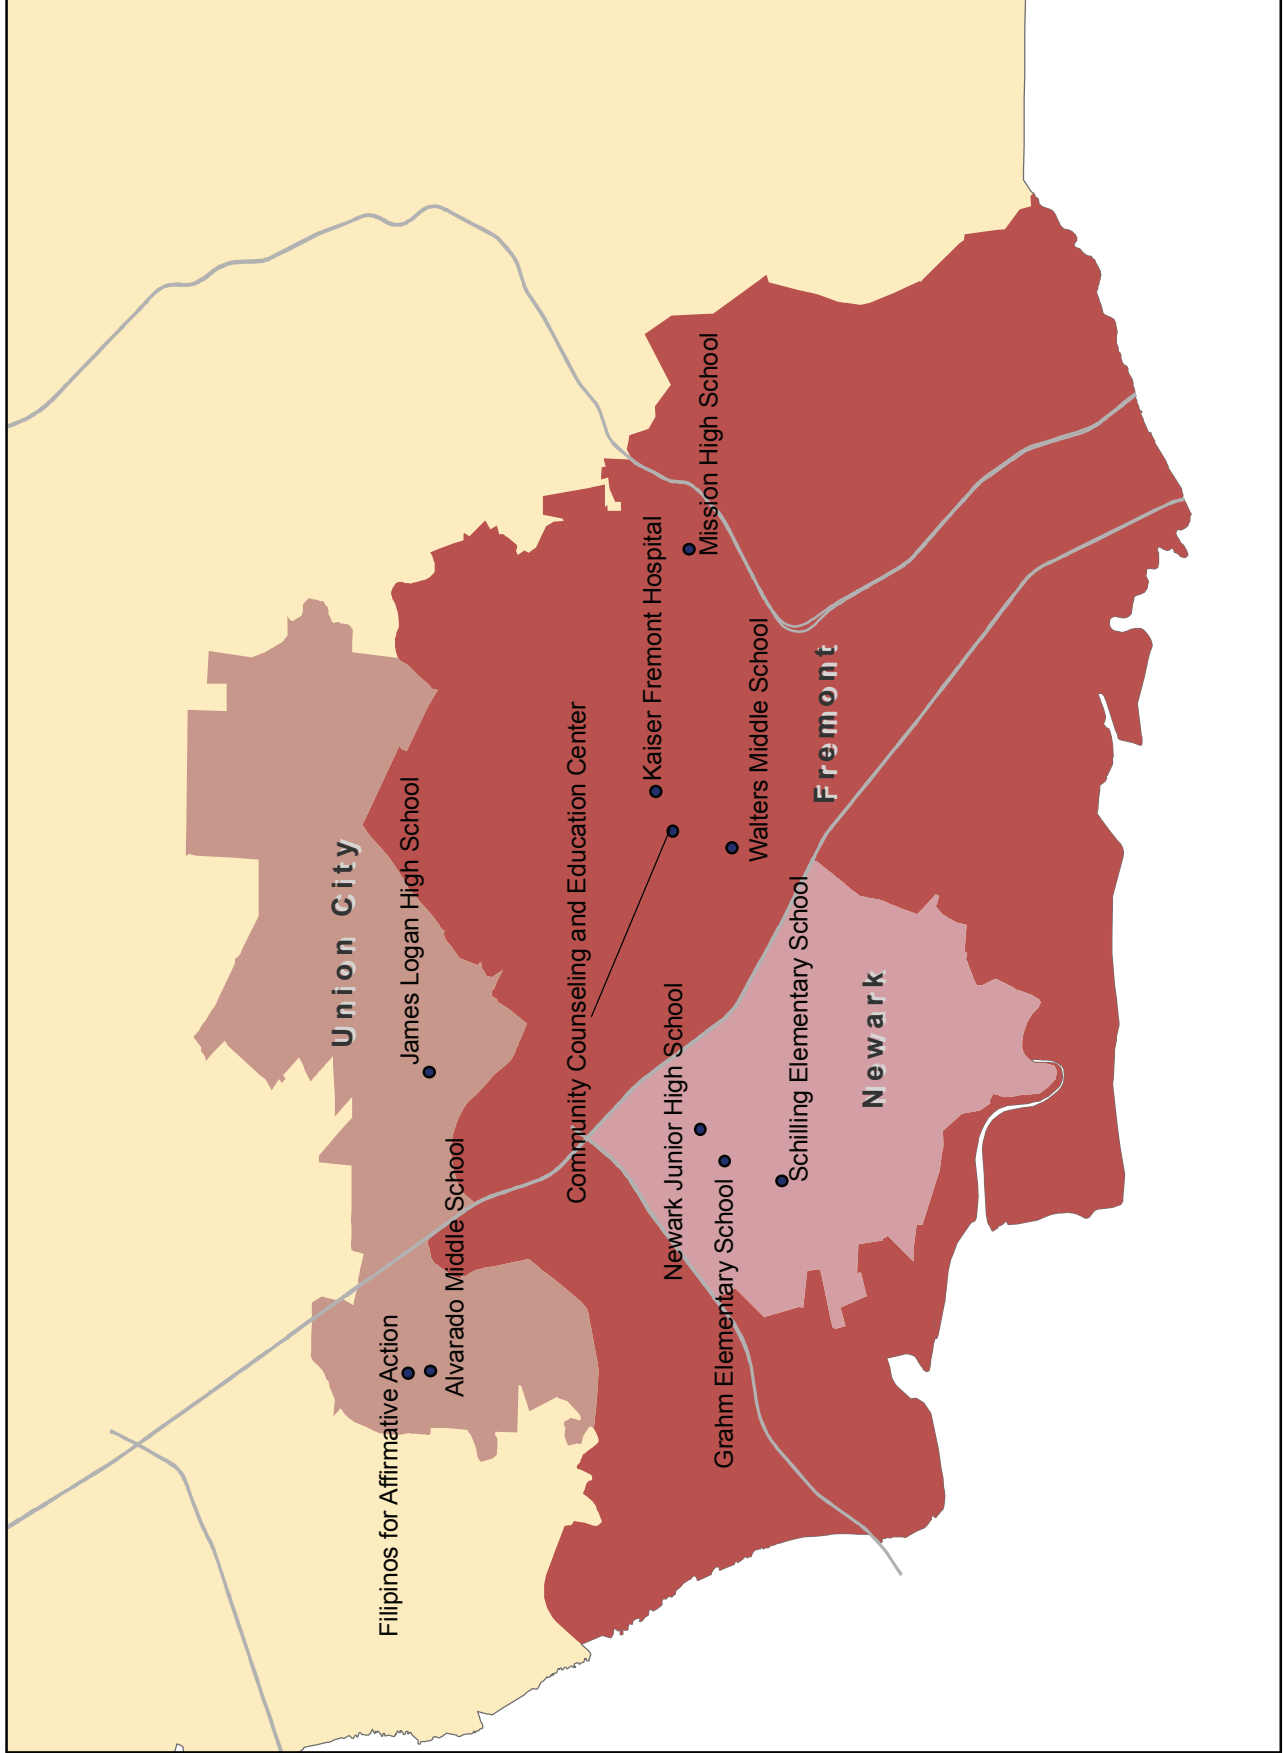 Filipinos for Affirmative Action
Union City
James Logan High School
Alvarado Middle School
Community Counseling and Education Center
Kaiser Fremont Hospital
Newark Junior High School
Mission High School
Grahm Elementary School
Walters Middle School
Schilling Elementary School
Fremont
Newark